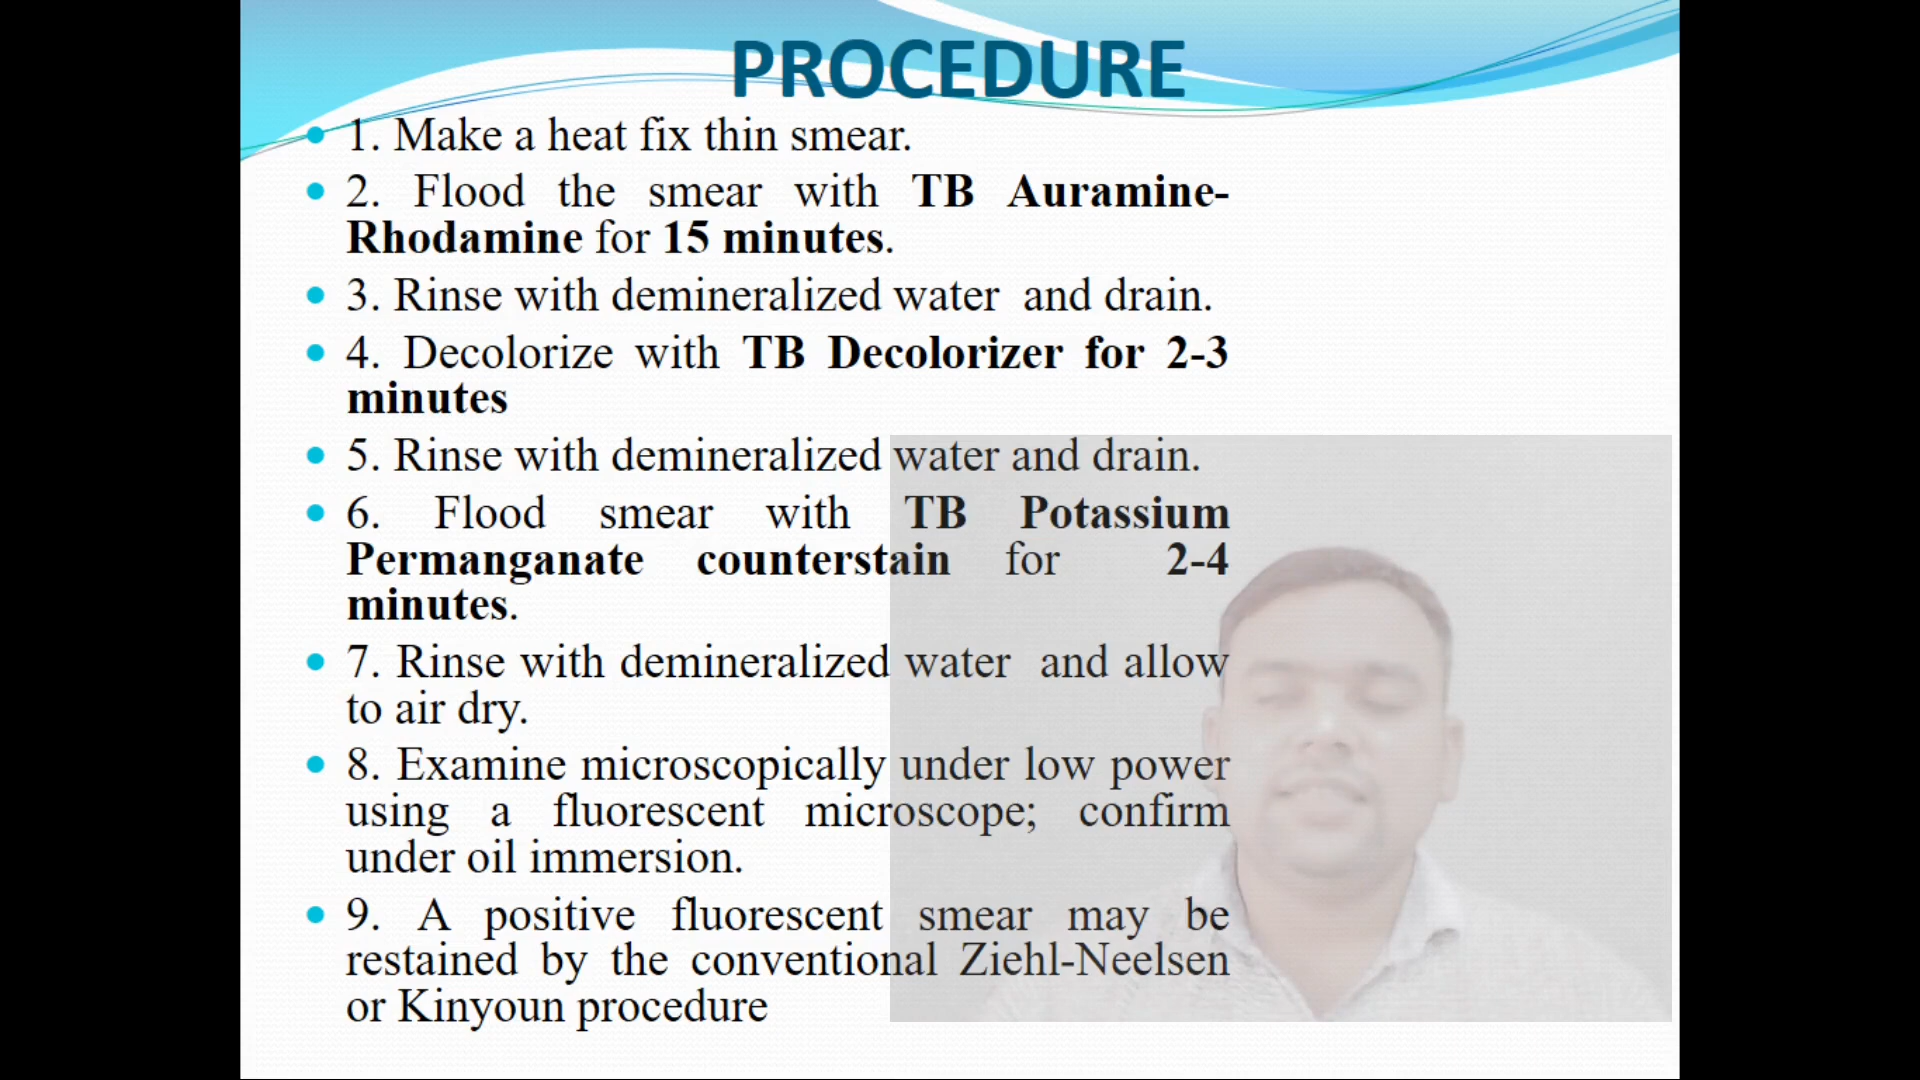 PROCEDURE
1. Make a heat fix thin smear.
2. Flood the smear with TB Auramine-
Rhodamine for 15 minutes.
3. Rinse with demineralized water and drain.
4. Decolorize with TB Decolorizer for 2-3
minutes
5. Rinse with demineralized water and drain.
6. Flood smear with TB Potassium
Permanganate counterstain for 2-4
minutes.
7. Rinse with demineralized water and allow
to air dry.
8. Examine microscopically under low power
using a fluorescent microscope; confirm
under oil immersion.
9. A positive fluorescent smear may be
restained by the conventional Ziehl-Neelsen
or Kinyoun procedure